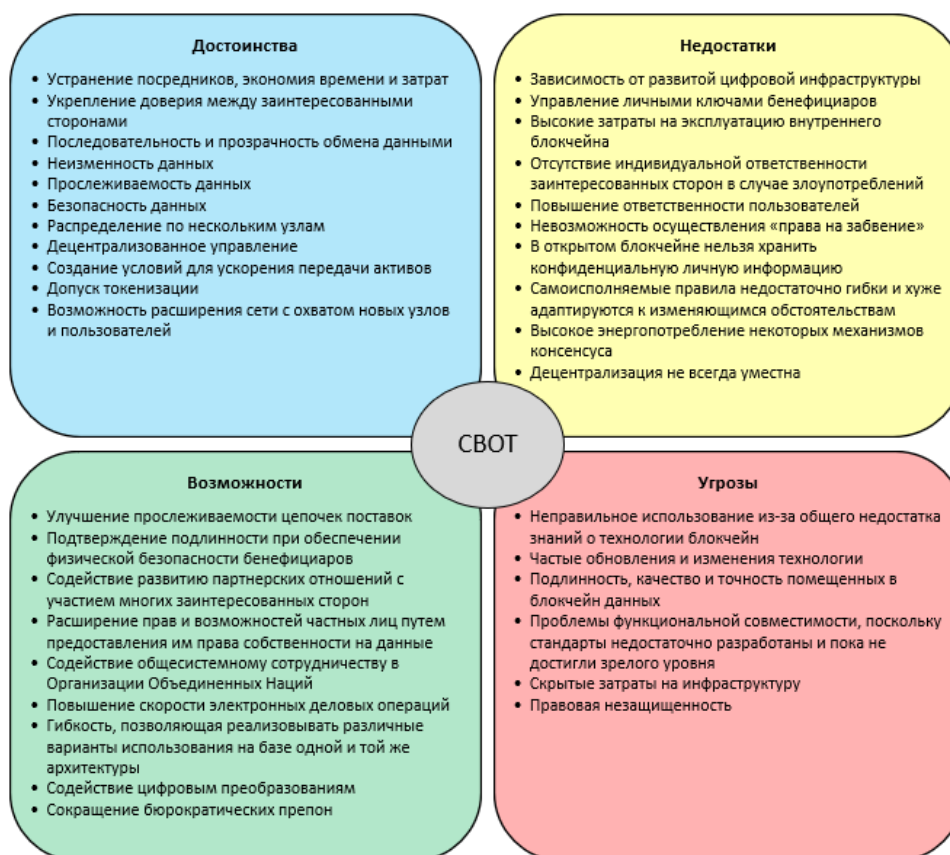 Достоинства
• Устранение посредников, экономия времени и затрат
• Укрепление доверия между заинтересованными
сторонами
• Последовательность и прозрачность обмена данными
• Неизменность данных
• Прослеживаемость данных
• Безопасность данных
• Распределение по нескольким узлам
• Децентрализованное управление
• Создание условий для ускорения передачи активов
• Допуск токенизации
• Возможность расширения сети с охватом новых узлов
и пользователей
Недостатки
• Зависимость от развитой цифровой инфраструктуры
• Управление личными ключами бенефициаров
• Высокие затраты на эксплуатацию внутреннего
блокчейна
• Отсутствие индивидуальной ответственности
заинтересованных сторон в случае злоупотреблений
• Повышение ответственности пользователей
• Невозможность осуществления «права на забвение»
• В открытом блокчейне нельзя хранить
конфиденциальную личную информацию
• Самоисполняемые правила недостаточно гибки и хуже
адаптируются к изменяющимся обстоятельствам
• Высокое энергопотребление некоторых механизмов
консенсуса
• Децентрализация не всегда уместна
СВОТ
Возможности
• Улучшение прослеживаемости цепочек поставок
• Подтверждение подлинности при обеспечении
физической безопасности бенефициаров
• Содействие развитию партнерских отношений с
участием многих заинтересованных сторон
• Расширение прав и возможностей частных лиц путем
предоставления им права собственности на данные
• Содействие общесистемному сотрудничеству в
Организации Объединенных Наций
• Повышение скорости электронных деловых операций
• Гибкость, позволяющая реализовывать различные
варианты использования на базе одной и той же
архитектуры
• Содействие цифровым преобразованиям
• Сокращение бюрократических препон
Угрозы
• Неправильное использование из-за общего недостатка
знаний о технологии блокчейн
• Частые обновления и изменения технологии
• Подлинность, качество и точность помещенных в
блокчейн данных
• Проблемы функциональной совместимости, поскольку
стандарты недостаточно разработаны и пока не
достигли зрелого уровня
• Скрытые затраты на инфраструктуру
• Правовая незащищенность